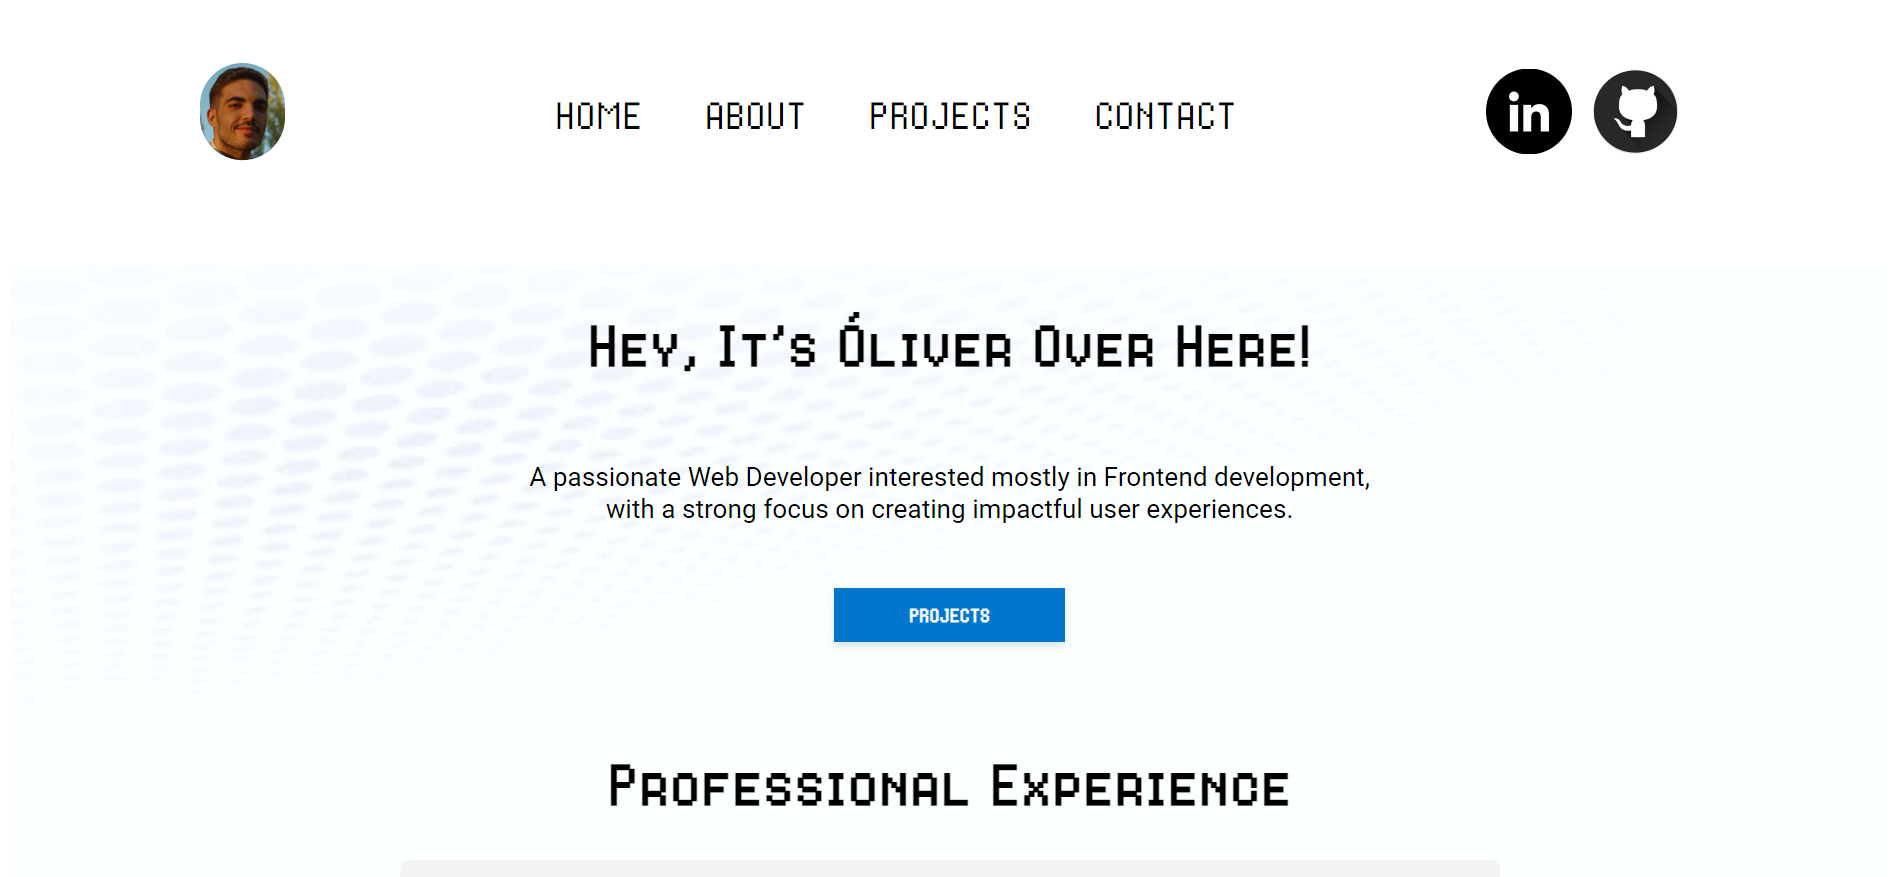 HOME ABOUT PROJECTS CONTACT
in
Hey, It's Óliver Over Here!
A passionate Web Developer interested mostly in Frontend development,
with a strong focus on creating impactful user experiences.
PROJECTS
Professional Experience